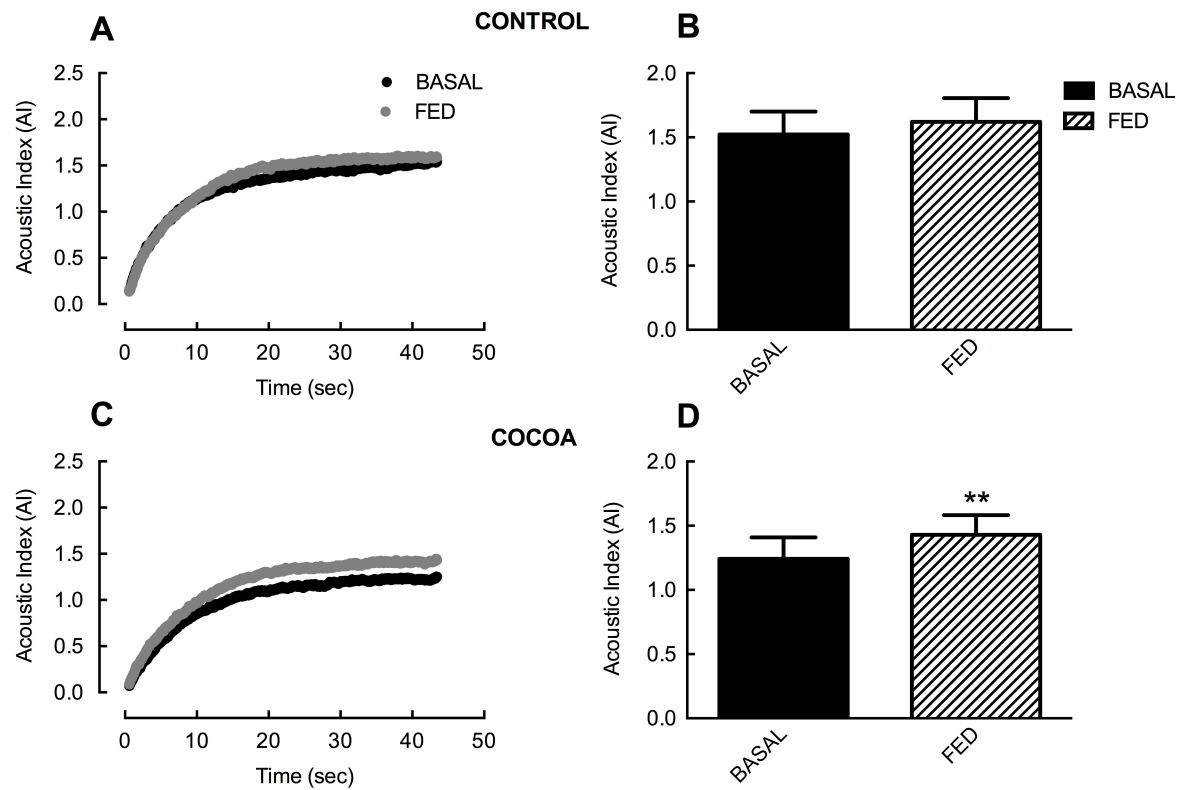 A
CONTROL
B
BASAL
FED
Acoustic Index (AI)
2.5
2.0
1.5
1.0
0.5
0.0
0 10 20 30 40 50
Time (sec)
BASAL
FED
Acoustic Index (AI)
2.0
1.5
1.0
0.5
0.0
BASAL
FED
C
COCOA
D
Acoustic Index (AI)
2.5
2.0
1.5
1.0
0.5
0.0
0 10 20 30 40 50
Time (sec)
Acoustic Index (AI)
2.0
1.5
1.0
0.5
0.0
**
BASAL
FED